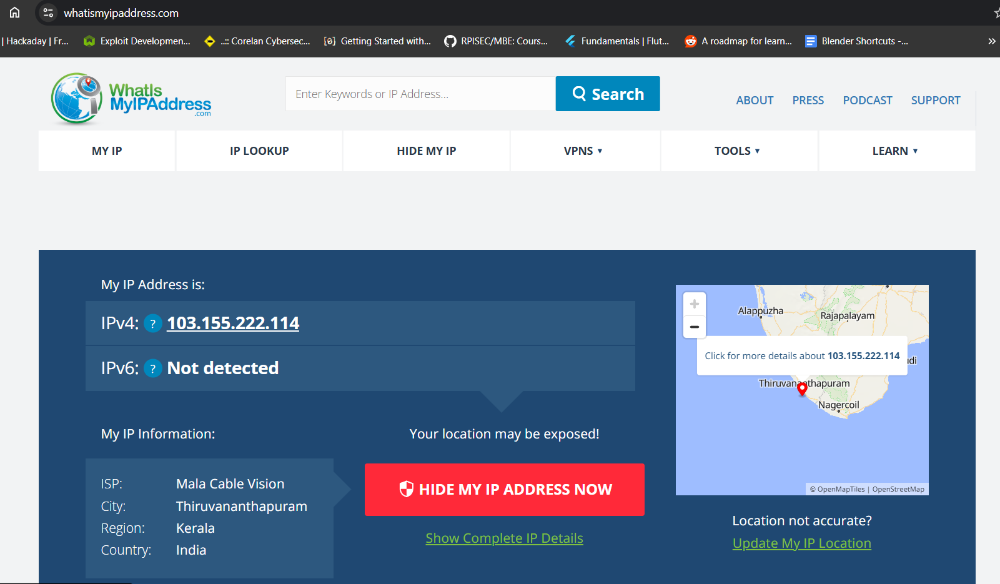 whatismyipaddress.com
| Hackaday | Fr... Exploit Developmen... ..:: Corelan Cybersec... Getting Started with... RPISEC/MBE: Cours... Fundamentals | Flut... A roadmap for learn... Blender Shortcuts -...
WhatIs
MyIPAddress
.com
Enter Keywords or IP Address...
Search
ABOUT PRESS PODCAST SUPPORT
MY IP IP LOOKUP HIDE MY IP VPNS ▾ TOOLS ▾ LEARN ▾
My IP Address is:
IPv4: ? 103.155.222.114
IPv6: ? Not detected
My IP Information:
ISP: Mala Cable Vision
City: Thiruvananthapuram
Region: Kerala
Country: India
Your location may be exposed!
HIDE MY IP ADDRESS NOW
Show Complete IP Details
+
−
Alappuzha
Rajapalayam
Click for more details about 103.155.222.114
di
Thiruvananthapuram
Nagercoil
© OpenMapTiles | OpenStreetMap
Location not accurate?
Update My IP Location